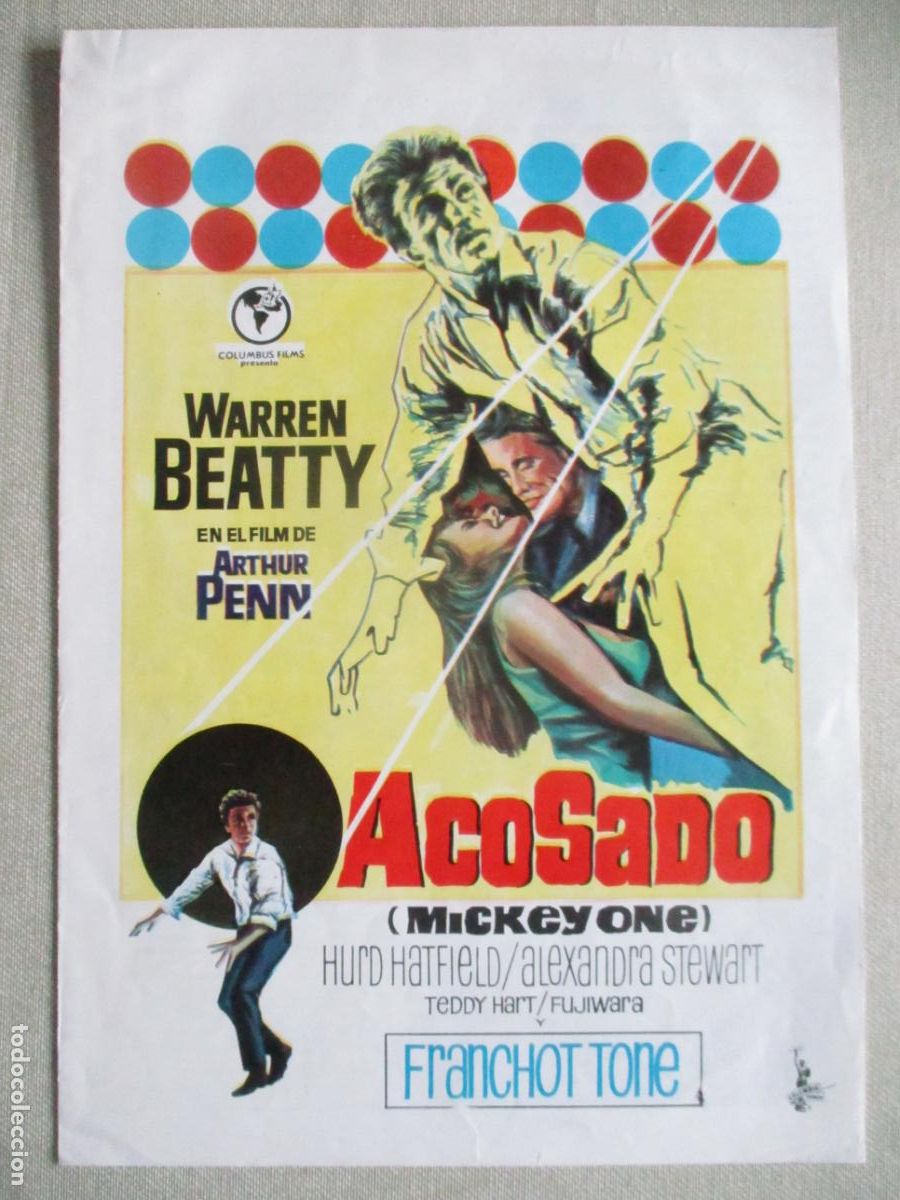 COLUMBUS FILMS
presenta
WARREN
BEATTY
EN EL FILM DE
ARTHUR
PENN
ACOSADO
(MICKEY ONE)
HURD HATFIELD/ALEXANDRA STEWART
TEDDY HART/FUJIWARA
Y
FRANCHOT TONE
todocoleccion